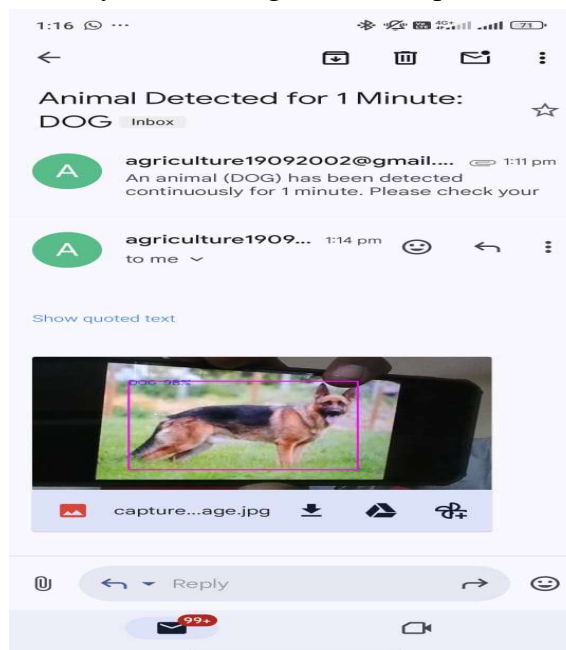 1:16 ...
4G+
71
Animal Detected for 1 Minute:
DOG Inbox
A
agriculture19092002@gmail.... 1:11 pm
An animal (DOG) has been detected
continuously for 1 minute. Please check your
A
agriculture1909... 1:14 pm
to me
Show quoted text
DOG 98%
capture...age.jpg
Reply
99+